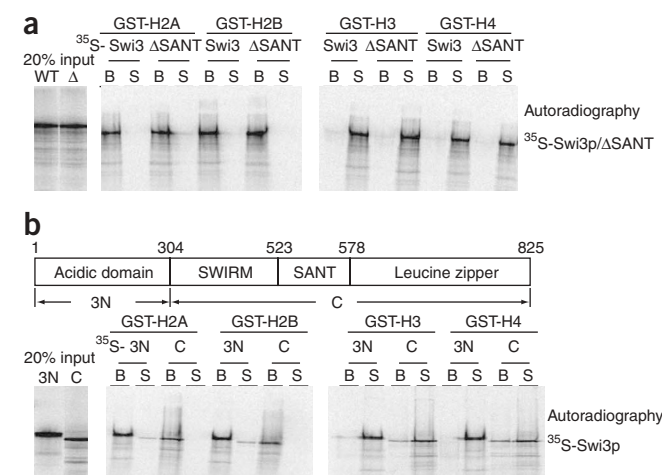 a
GST-H2A GST-H2B GST-H3 GST-H4
35S- Swi3 ΔSANT Swi3 ΔSANT Swi3 ΔSANT Swi3 ΔSANT
20% input
WT Δ B S B S B S B S B S B S B S B S
Autoradiography
35S-Swi3p/ΔSANT
b
1 304 523 578 825
Acidic domain SWIRM SANT Leucine zipper
3N C
GST-H2A GST-H2B GST-H3 GST-H4
35S- 3N C 3N C 3N C 3N C
20% input
3N C B S B S B S B S B S B S B S B S
Autoradiography
35S-Swi3p